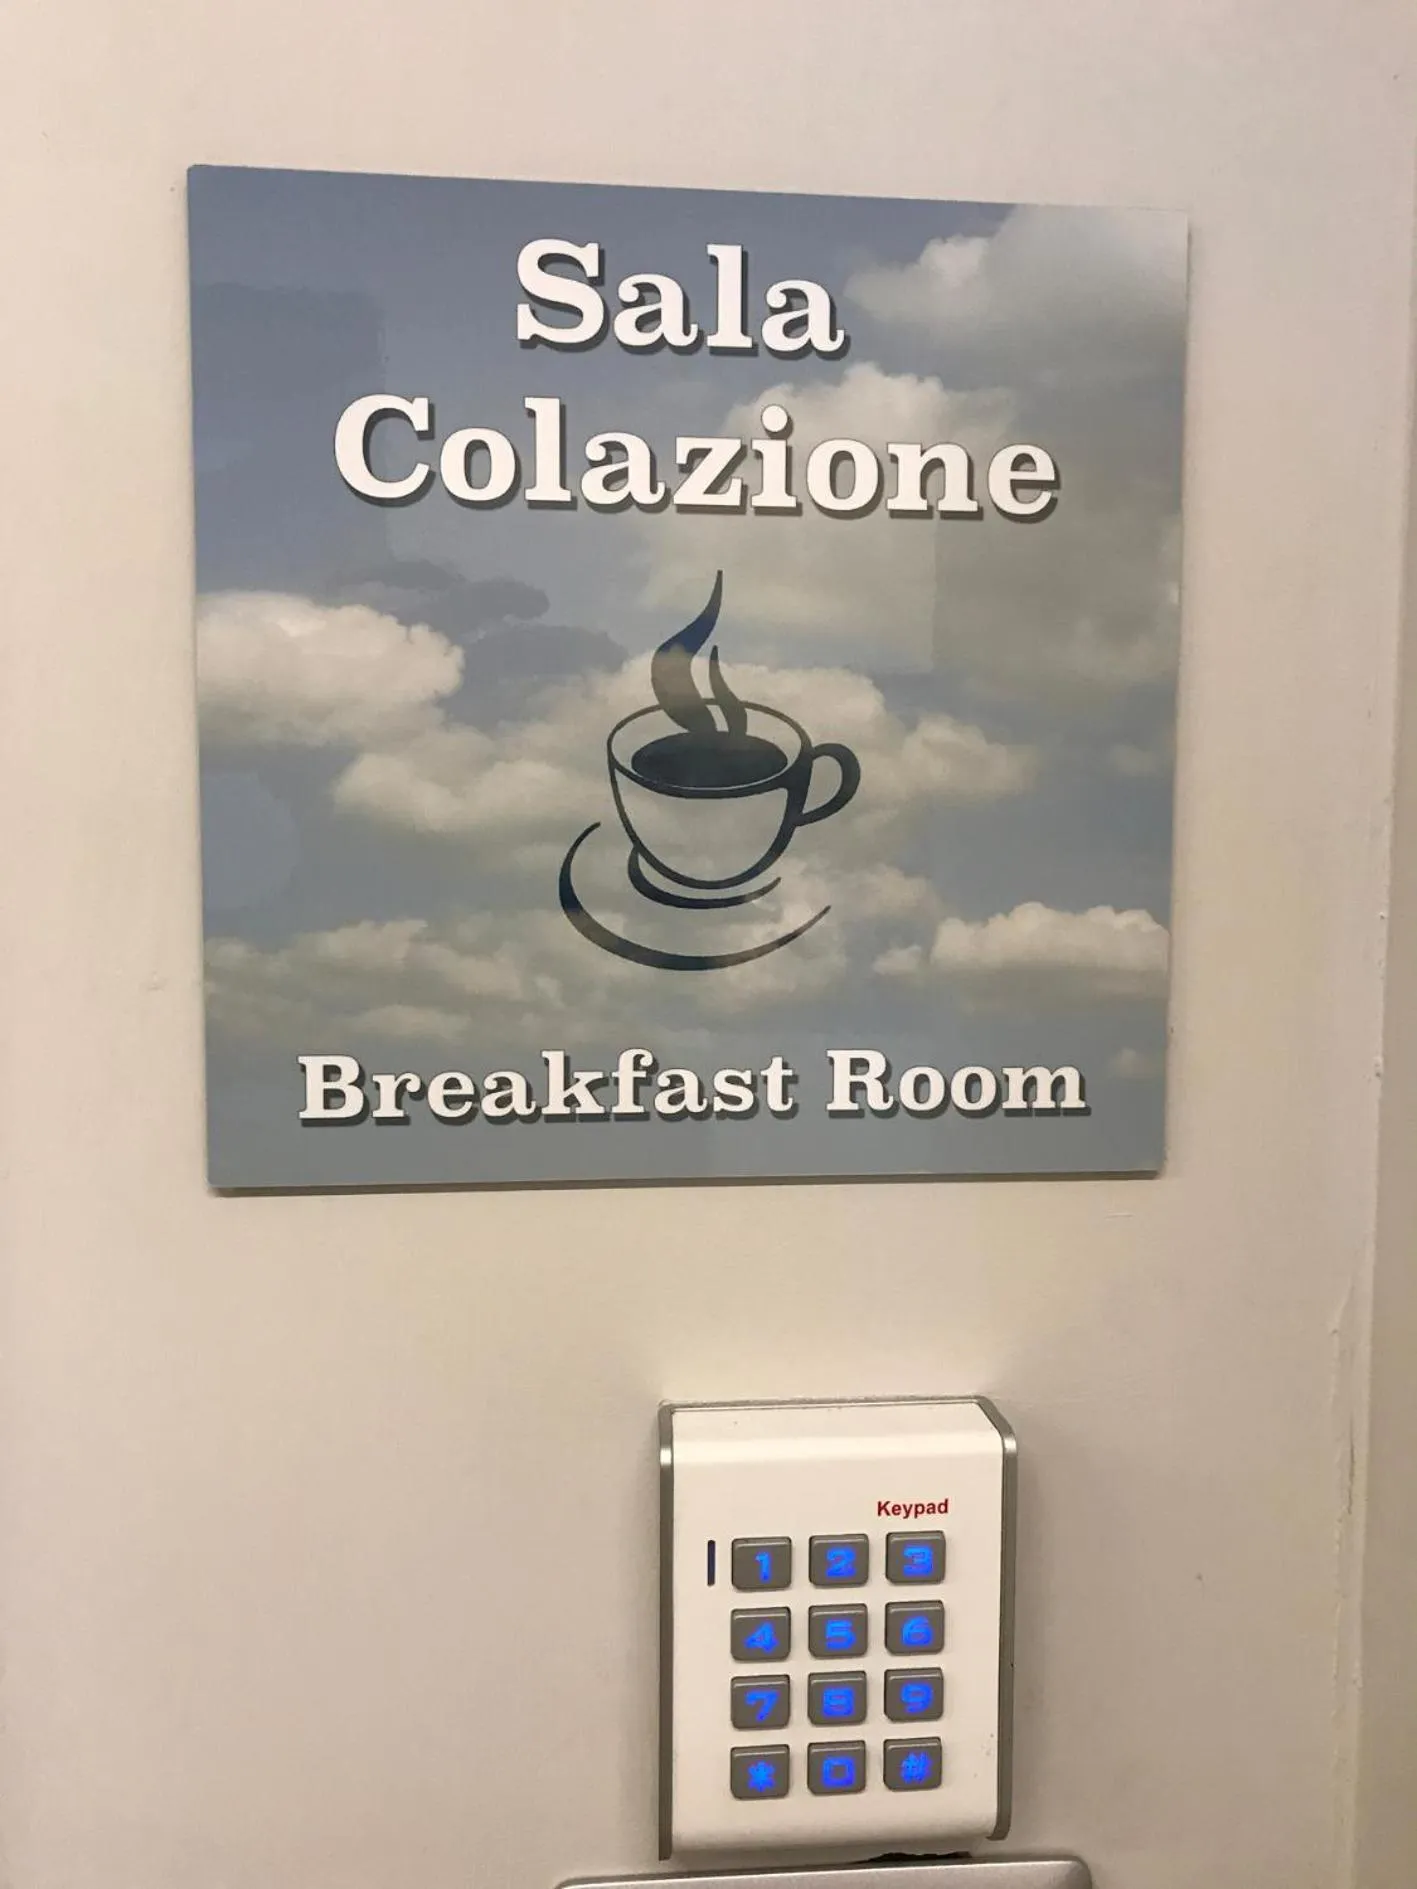 Sala
Colazione
Breakfast Room
Keypad
1 2 3
4 5 6
7 8 9
* 0 #